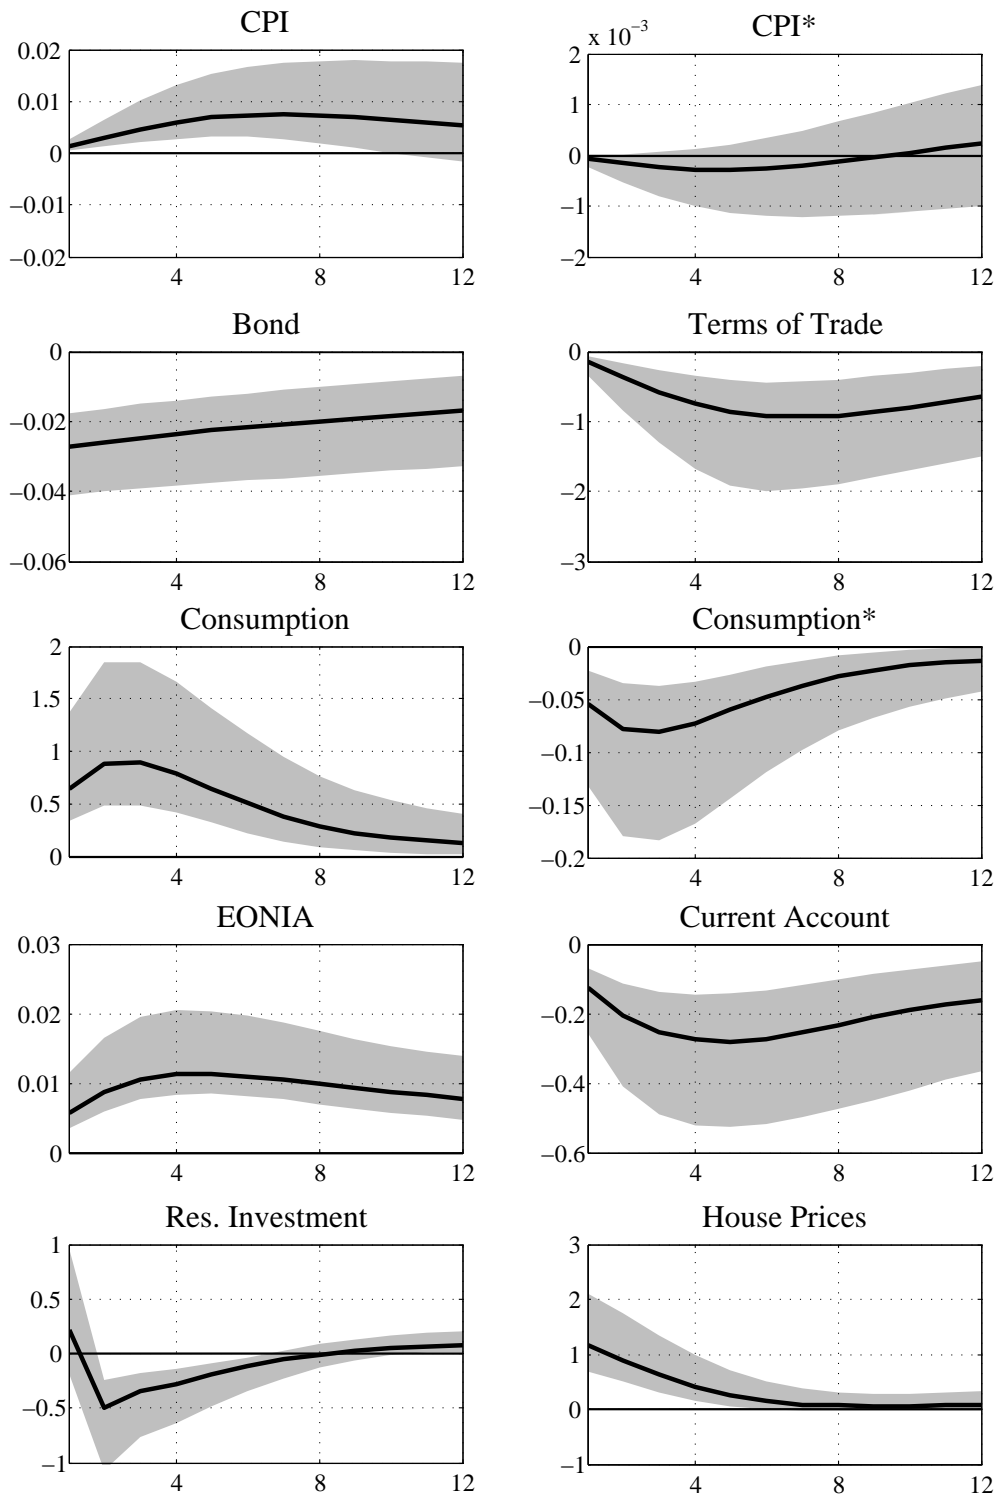 CPI
0.02
0.01
0
−0.01
−0.02
4 8 12
CPI*
x 10−3
2
1
0
−1
−2
4 8 12
Bond
0
−0.02
−0.04
−0.06
4 8 12
Terms of Trade
0
−1
−2
−3
4 8 12
Consumption
2
1.5
1
0.5
0
4 8 12
Consumption*
0
−0.05
−0.1
−0.15
−0.2
4 8 12
EONIA
0.03
0.02
0.01
0
4 8 12
Current Account
0
−0.2
−0.4
−0.6
4 8 12
Res. Investment
1
0.5
0
−0.5
−1
4 8 12
House Prices
3
2
1
0
−1
4 8 12